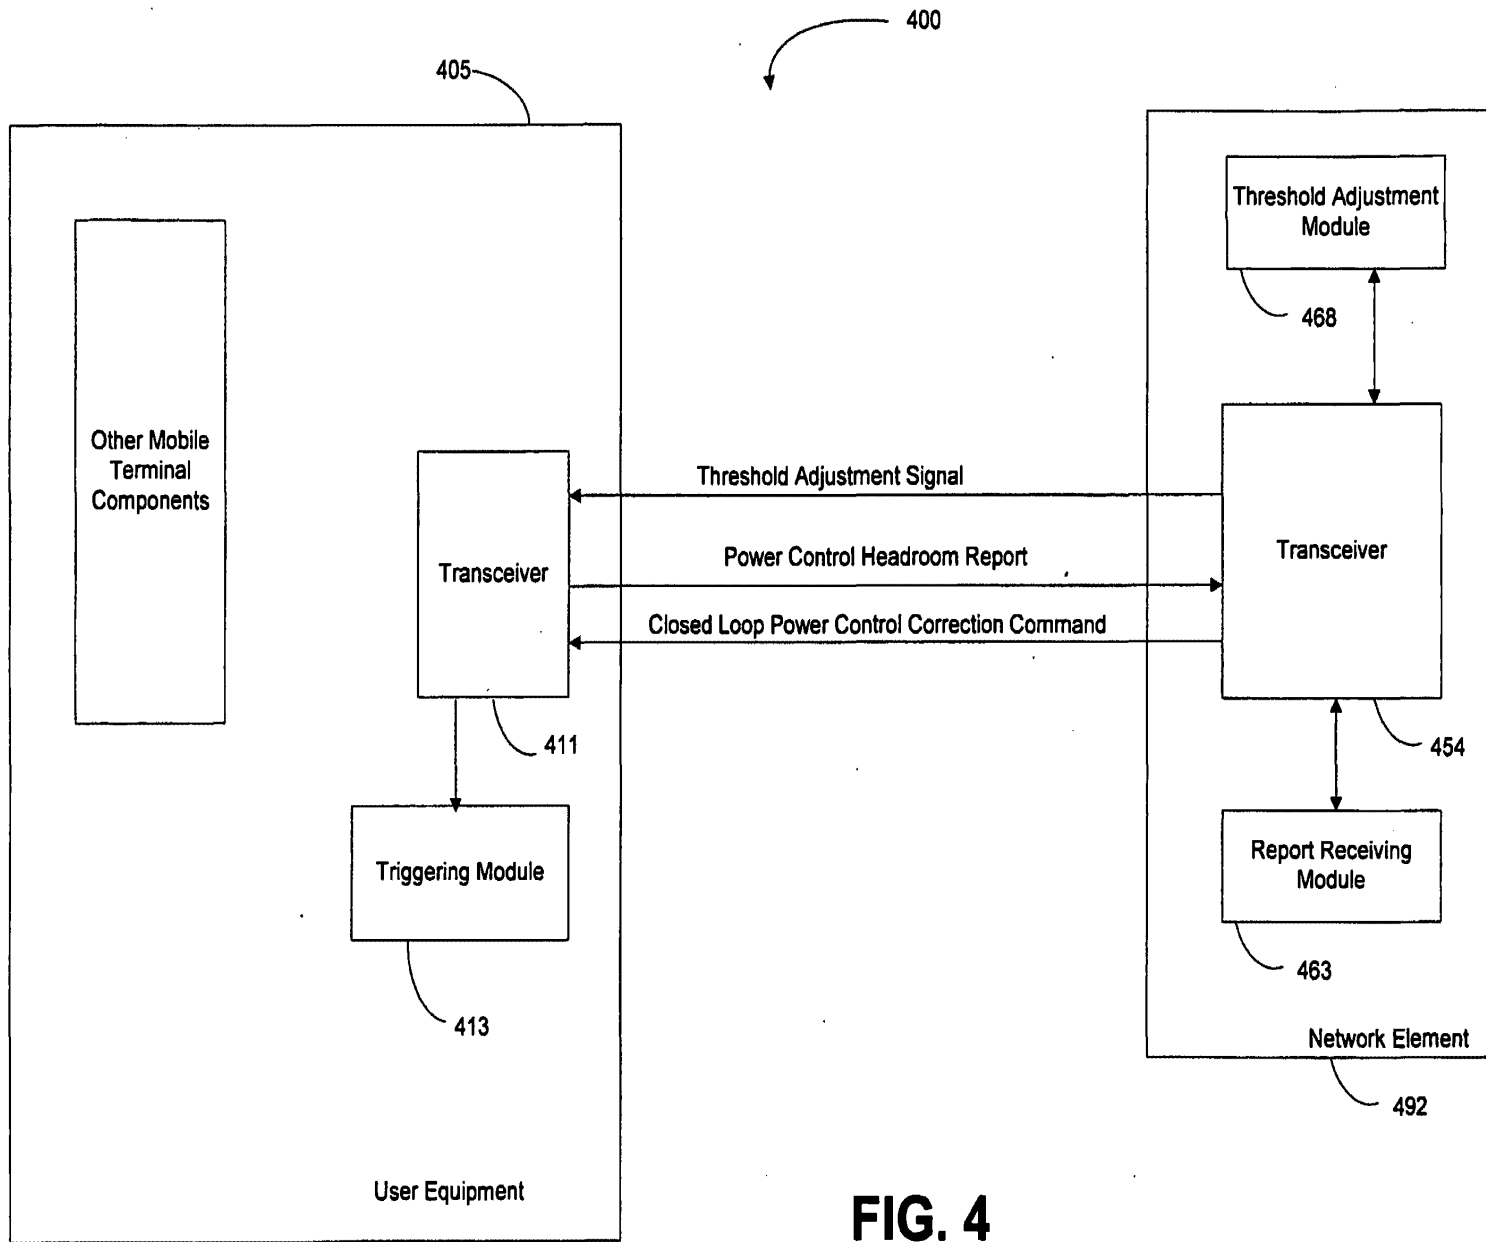 400
405
Threshold Adjustment
Module
468
Other Mobile
Terminal
Components
Threshold Adjustment Signal
Transceiver
Power Control Headroom Report
Transceiver
Closed Loop Power Control Correction Command
411
454
Triggering Module
Report Receiving
Module
463
413
Network Element
492
User Equipment
FIG. 4